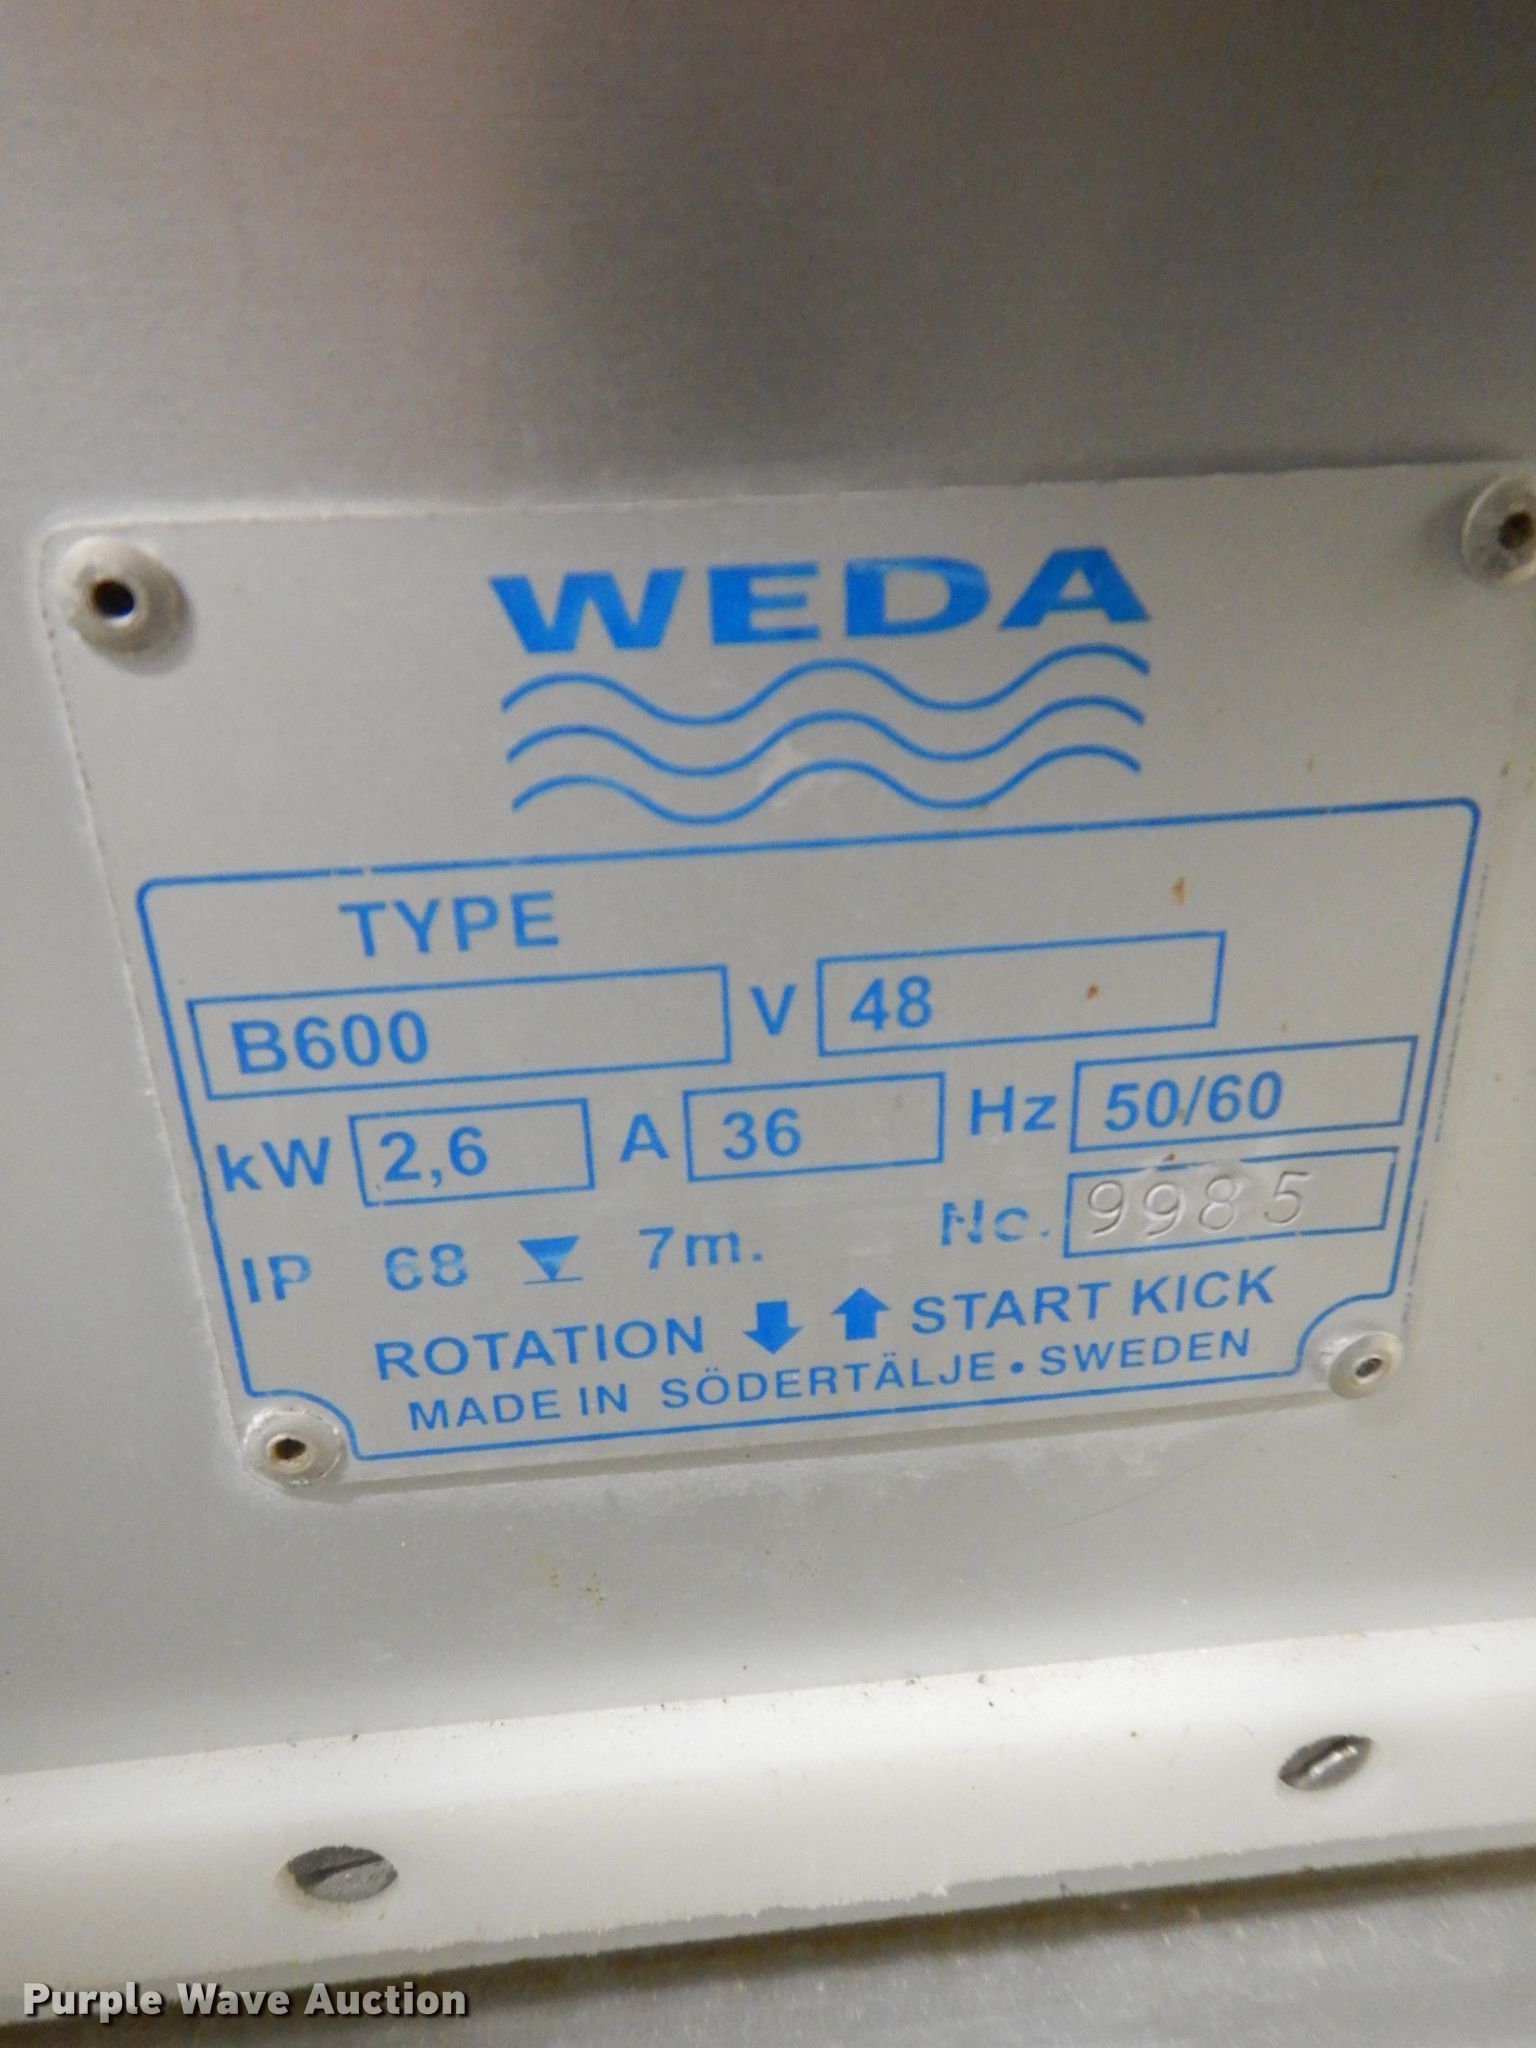 WEDA
TYPE
B600 V 48
kW 2,6 A 36 Hz 50/60
IP 68 7m. No. 9985
ROTATION START KICK
MADE IN SÖDERTÄLJE • SWEDEN
Purple Wave Auction